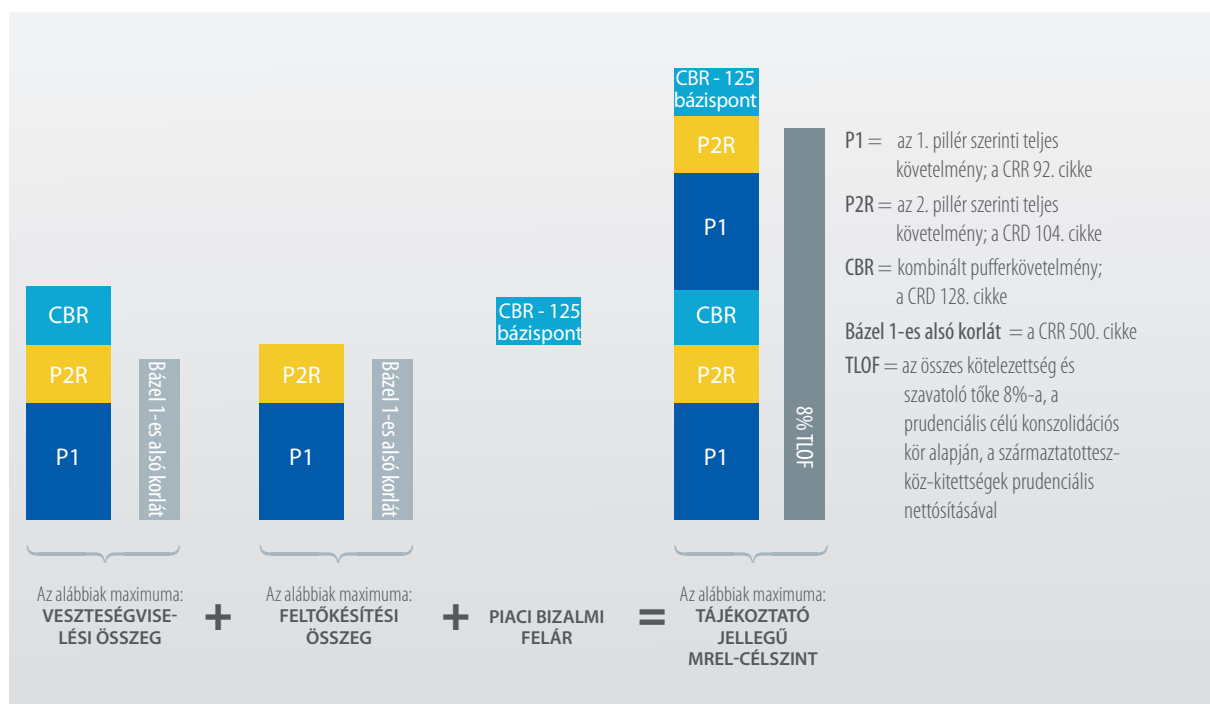 CBR
P2R
P1
Bázel 1-es alsó korlát
Az alábbiak maximuma:
VESZTESÉGVISE-
LÉSI ÖSSZEG
+
P2R
P1
Bázel 1-es alsó korlát
Az alábbiak maximuma:
FELTŐKÉSÍTÉSI
ÖSSZEG
+
CBR - 125
bázispont
PIACI BIZALMI
FELÁR
=
CBR - 125
bázispont
P2R
P1
CBR
P2R
P1
8% TLOF
Az alábbiak maximuma:
TÁJÉKOZTATÓ
JELLEGŰ
MREL-CÉLSZINT
P1 = az 1. pillér szerinti teljes
követelmény; a CRR 92. cikke
P2R = az 2. pillér szerinti teljes
követelmény; a CRD 104. cikke
CBR = kombinált pufferkövetelmény;
a CRD 128. cikke
Bázel 1-es alsó korlát = a CRR 500. cikke
TLOF = az összes kötelezettség és
szavatoló tőke 8%-a, a
prudenciális célú konszolidációs
kör alapján, a származtatottesz-
köz-kitettségek prudenciális
nettósításával